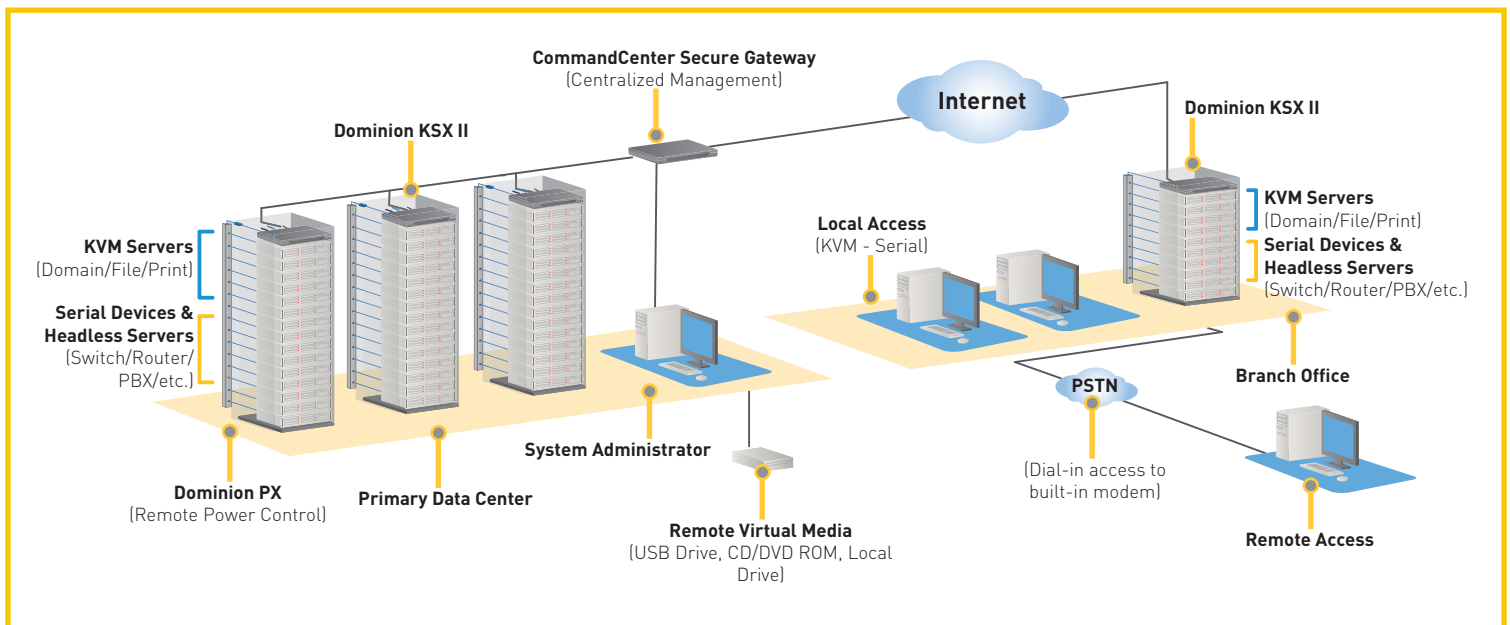 CommandCenter Secure Gateway
(Centralized Management)
Internet
Dominion KSX II
Dominion KSX II
KVM Servers
(Domain/File/Print)
Serial Devices &
Headless Servers
(Switch/Router/
PBX/etc.)
Local Access
(KVM - Serial)
KVM Servers
(Domain/File/Print)
Serial Devices &
Headless Servers
(Switch/Router/PBX/etc.)
PSTN
Branch Office
System Administrator
(Dial-in access to
built-in modem)
Dominion PX
(Remote Power Control)
Primary Data Center
Remote Virtual Media
(USB Drive, CD/DVD ROM, Local
Drive)
Remote Access